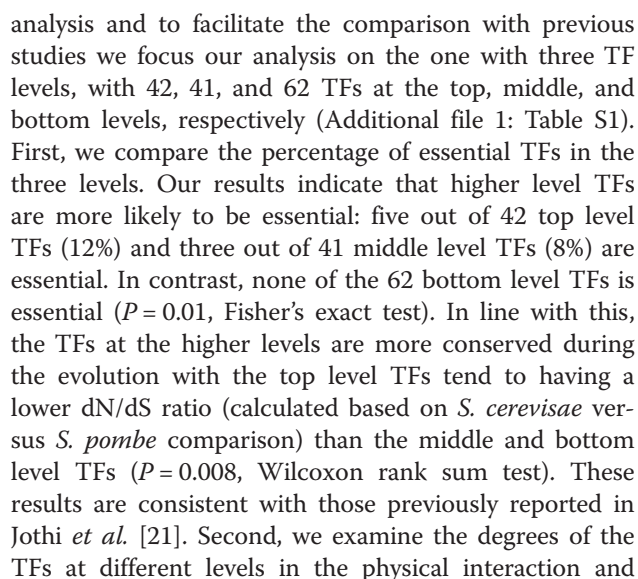 analysis and to facilitate the comparison with previous
studies we focus our analysis on the one with three TF
levels, with 42, 41, and 62 TFs at the top, middle, and
bottom levels, respectively (Additional file 1: Table S1).
First, we compare the percentage of essential TFs in the
three levels. Our results indicate that higher level TFs
are more likely to be essential: five out of 42 top level
TFs (12%) and three out of 41 middle level TFs (8%) are
essential. In contrast, none of the 62 bottom level TFs is
essential (P = 0.01, Fisher's exact test). In line with this,
the TFs at the higher levels are more conserved during
the evolution with the top level TFs tend to having a
lower dN/dS ratio (calculated based on S. cerevisae ver-
sus S. pombe comparison) than the middle and bottom
level TFs (P = 0.008, Wilcoxon rank sum test). These
results are consistent with those previously reported in
Jothi et al. [21]. Second, we examine the degrees of the
TFs at different levels in the physical interaction and